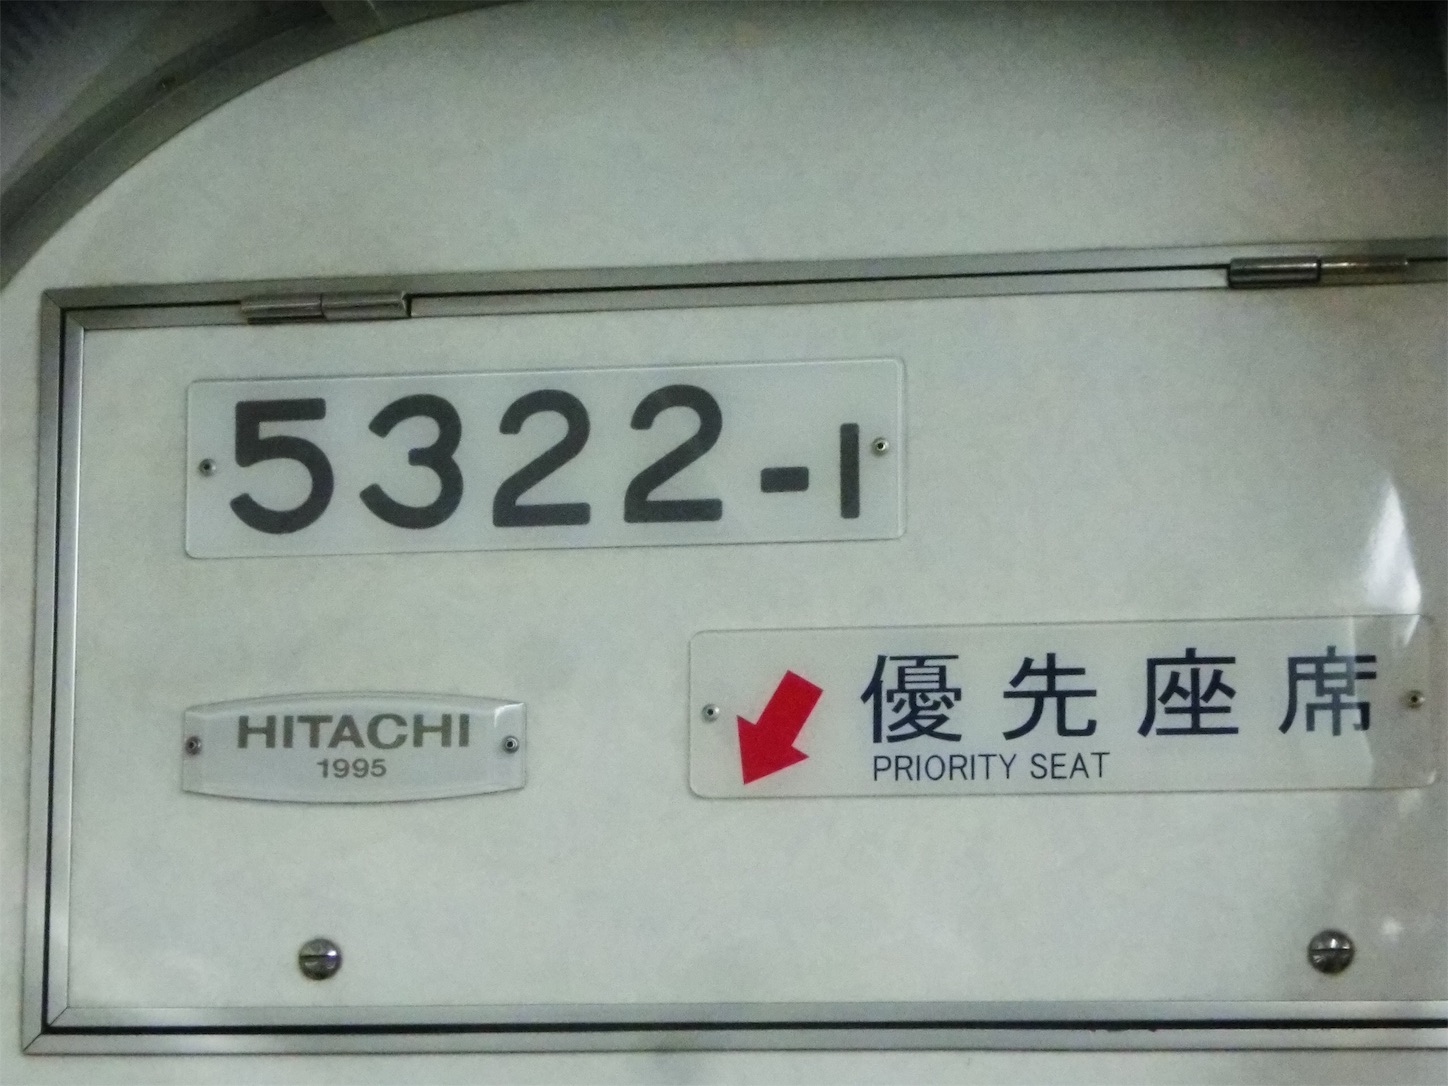 5322-1
HITACHI
1995
優先座席
PRIORITY SEAT